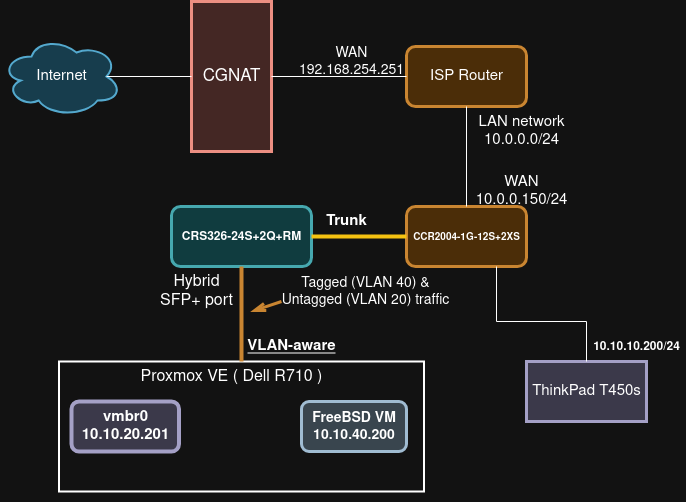 Internet
CGNAT
WAN
192.168.254.251
ISP Router
LAN network
10.0.0.0/24
WAN
10.0.0.150/24
CRS326-24S+2Q+RM
Trunk
CCR2004-1G-12S+2XS
Hybrid
SFP+ port
Tagged (VLAN 40) &
Untagged (VLAN 20) traffic
VLAN-aware
10.10.10.200/24
Proxmox VE ( Dell R710 )
ThinkPad T450s
vmbr0
10.10.20.201
FreeBSD VM
10.10.40.200